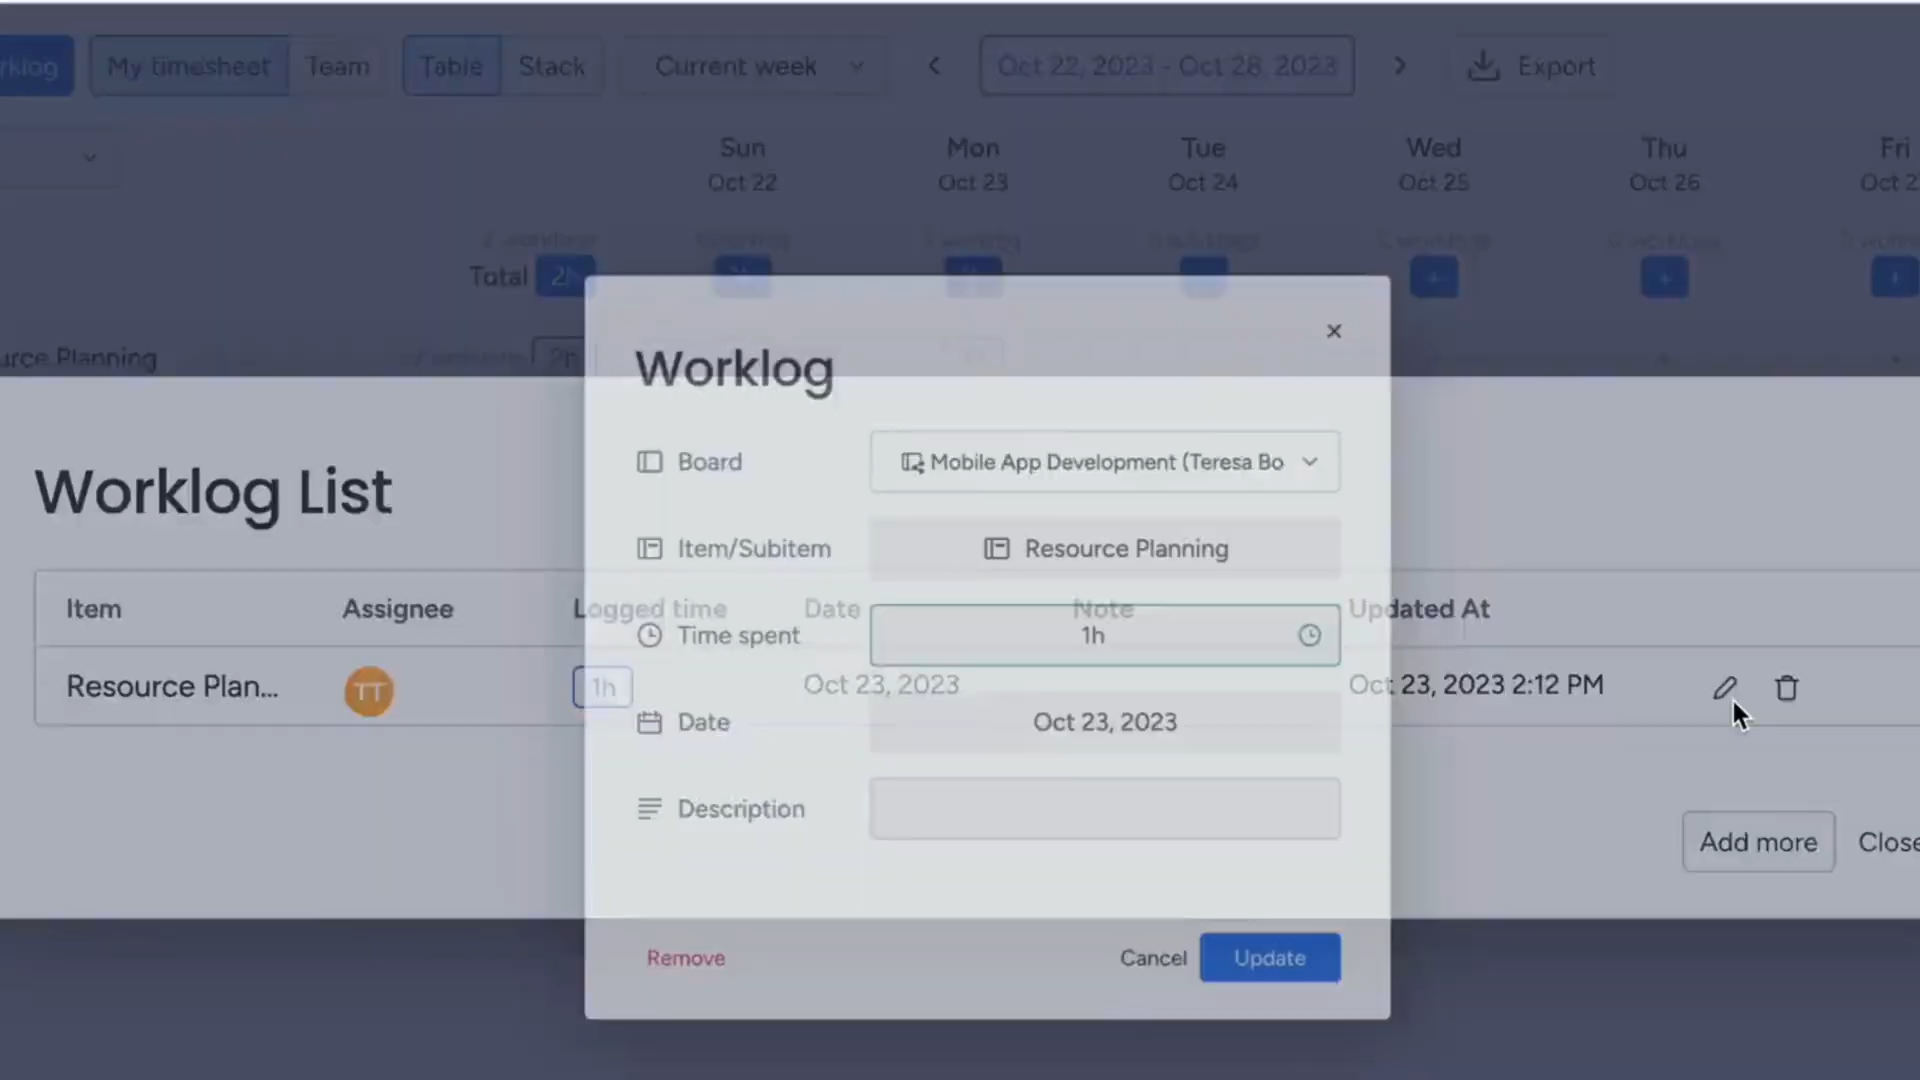 rklog My timesheet Team Table Stack Current week Oct 22, 2023 - Oct 28, 2023 Export
Sun Mon Tue Wed Thu Fri
Oct 22 Oct 23 Oct 24 Oct 25 Oct 26 Oct 2
Total 2h
urce Planning 2h
Worklog
Board Mobile App Development (Teresa Bo
Worklog List
Item/Subitem Resource Planning
Item Assignee Logged time Date Note Updated At
Time spent 1h
Resource Plan... TT 1h Oct 23, 2023 Oct 23, 2023 2:12 PM
Date Oct 23, 2023
Description
Add more Close
Remove Cancel Update